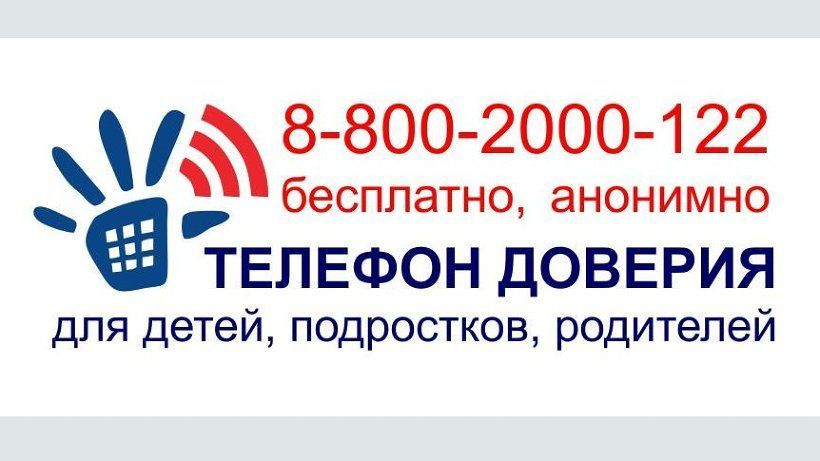 8-800-2000-122
бесплатно, анонимно
ТЕЛЕФОН ДОВЕРИЯ
для детей, подростков, родителей